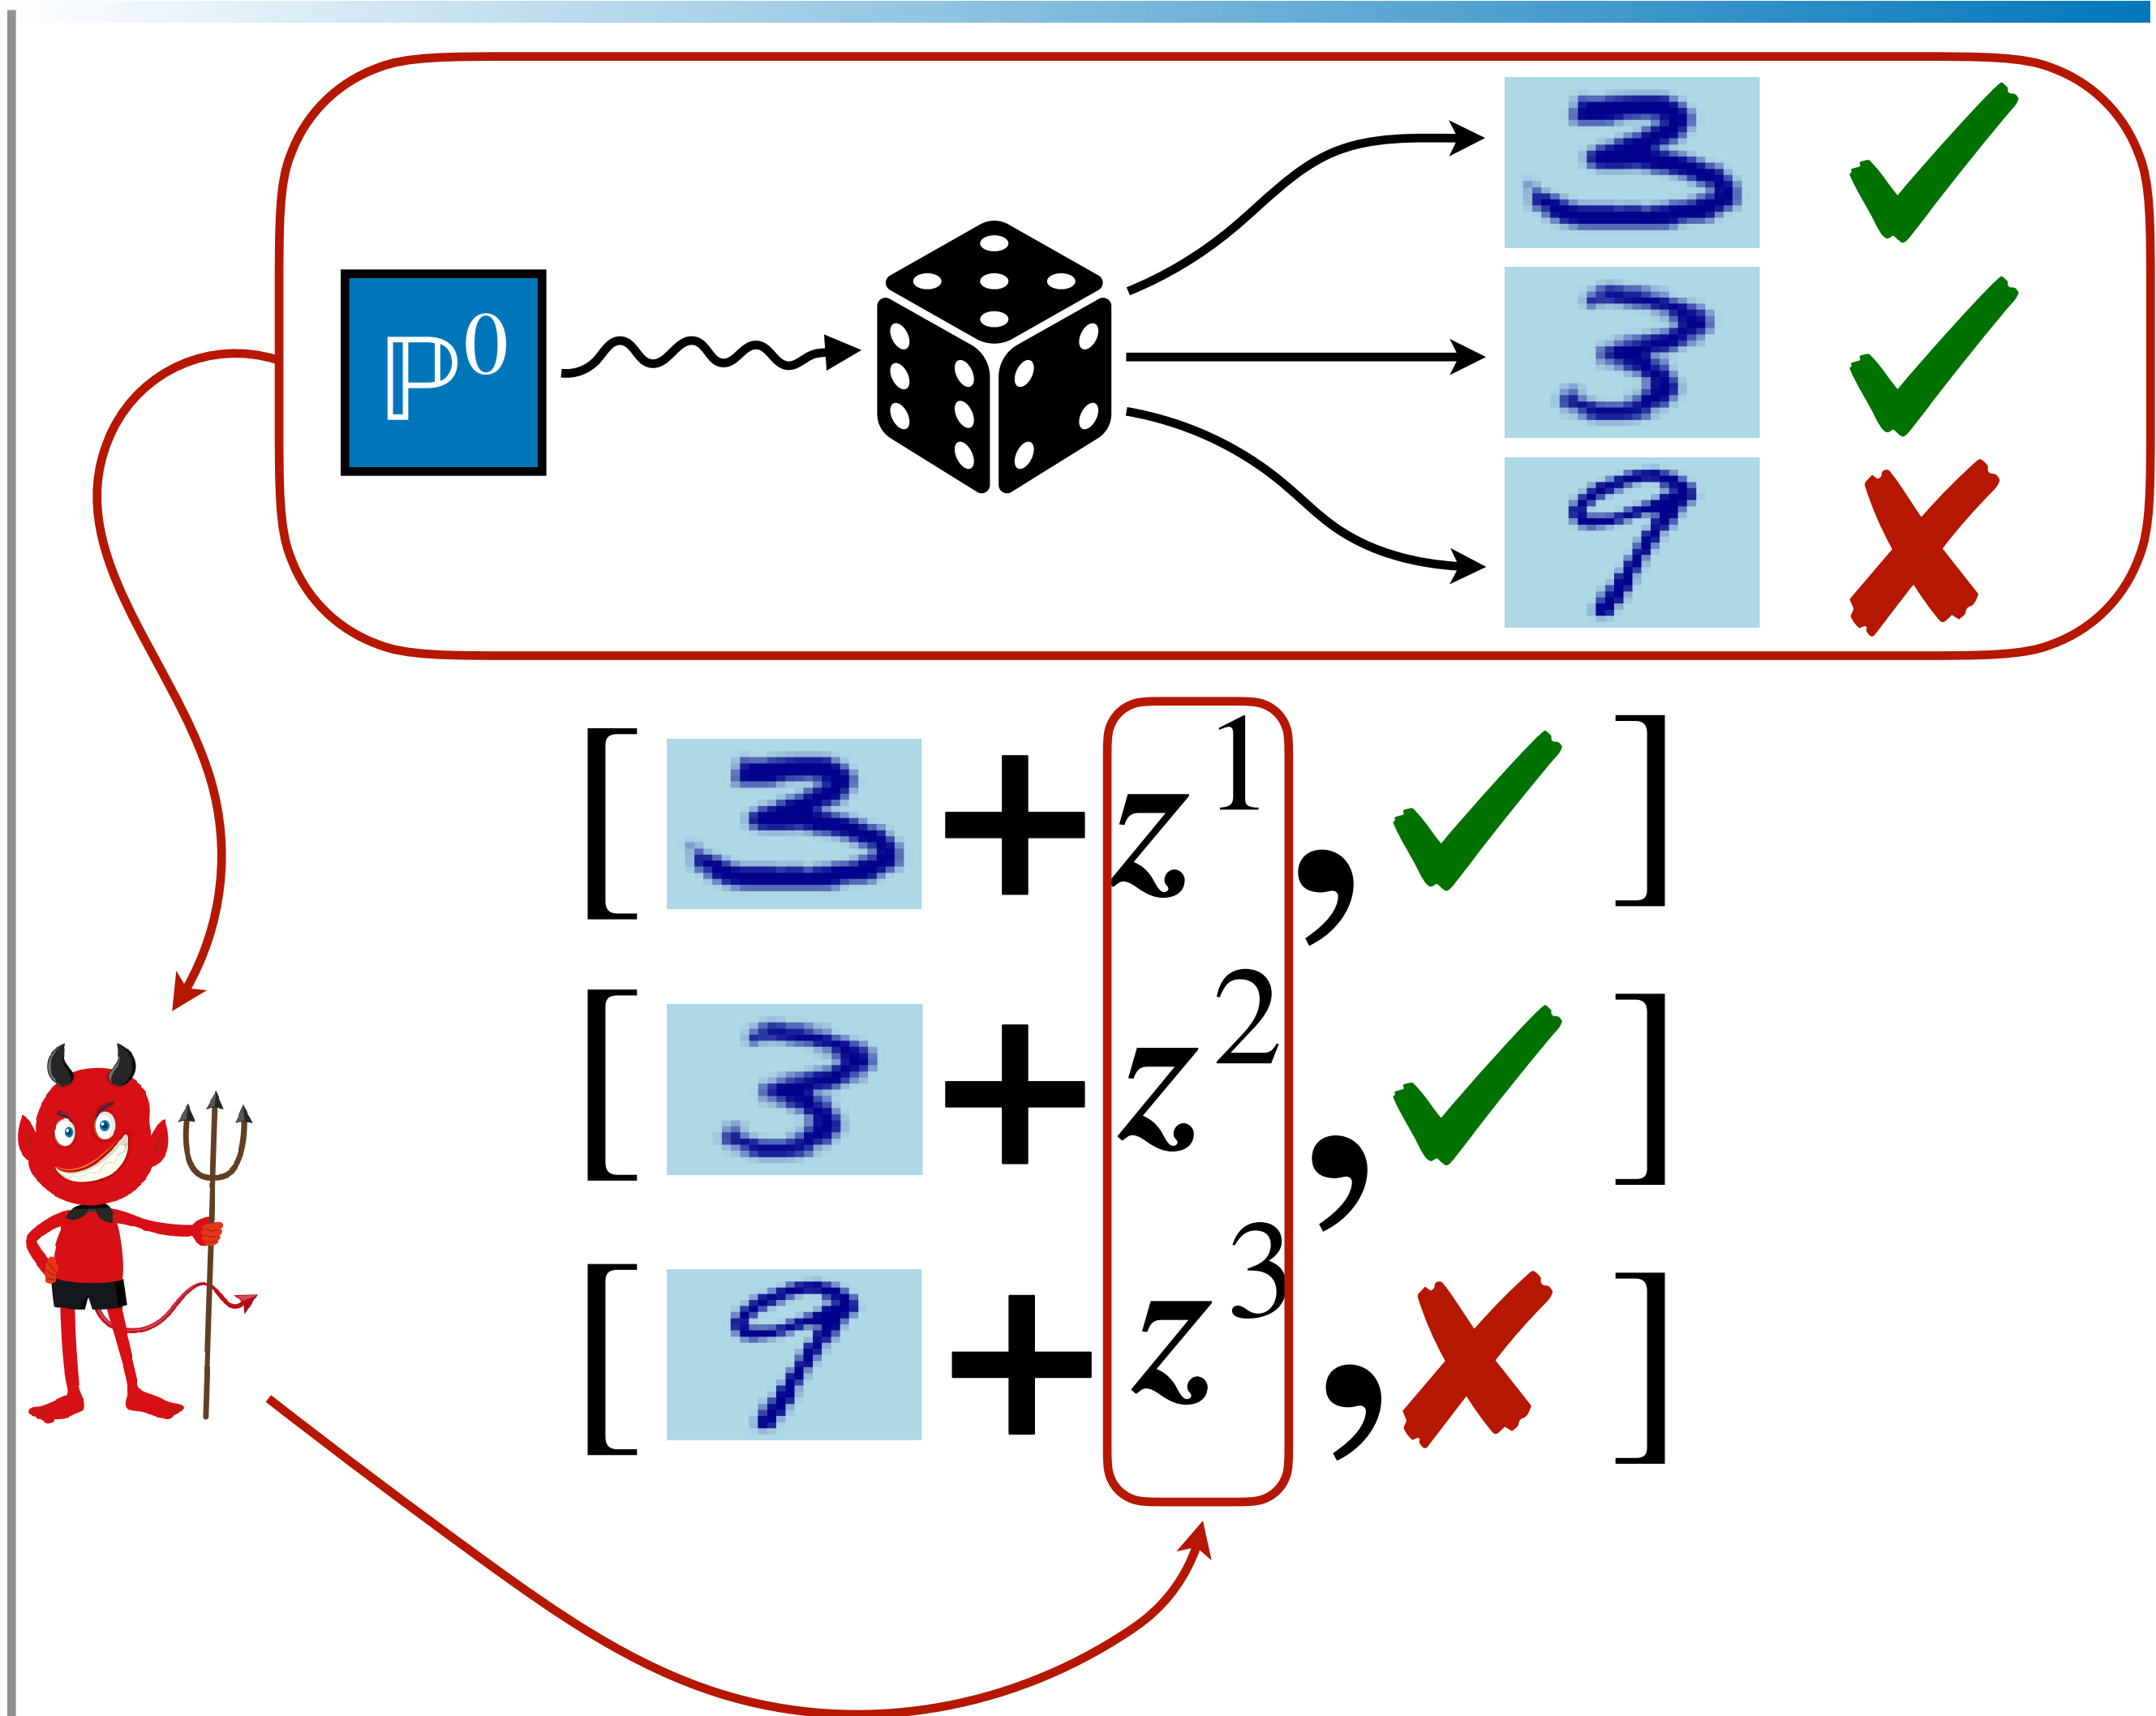 ℙ⁰
3
3
9
[ 3 + z¹ , ✓ ]
[ 3 + z² , ✓ ]
[ 9 + z³ , ✗ ]